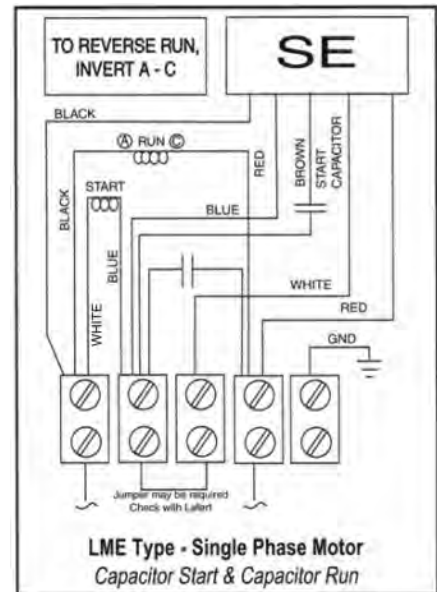 TO REVERSE RUN,
INVERT A - C
SE
BLACK
A RUN C
START
BLACK
WHITE
BLUE
BLUE
RED
BROWN
START
CAPACITOR
WHITE
RED
GND
Jumper may be required
Check with Lafert
LME Type - Single Phase Motor
Capacitor Start & Capacitor Run